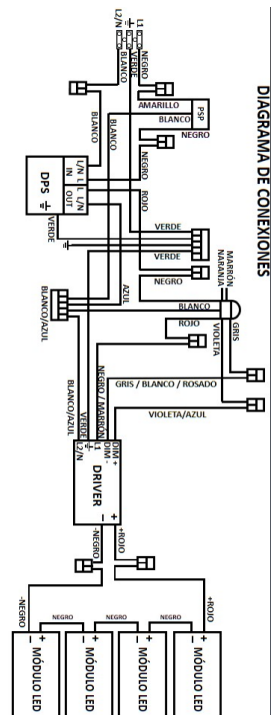 DIAGRAMA DE CONEXIONES
L2/N
L1
BLANCO
VERDE
NEGRO
AMARILLO
BLANCO
PSP
NEGRO
BLANCO
BLANCO
NEGRO
ROJO
DPS
IN
OUT
L/N
L
L
L/N
VERDE
AZUL
BLANCO/AZUL
VERDE
VERDE
NEGRO
MARRÓN
NARANJA
BLANCO
ROJO
GRIS
VIOLETA
GRIS / BLANCO / ROSADO
VIOLETA/AZUL
NEGRO / MARRÓN
VERDE
BLANCO/AZUL
DIM +
DIM -
L1
L2/N
DRIVER
+
-
+ROJO
-NEGRO
+ROJO
-NEGRO
NEGRO
NEGRO
NEGRO
+
-
MÓDULO LED
+
-
MÓDULO LED
+
-
MÓDULO LED
+
-
MÓDULO LED